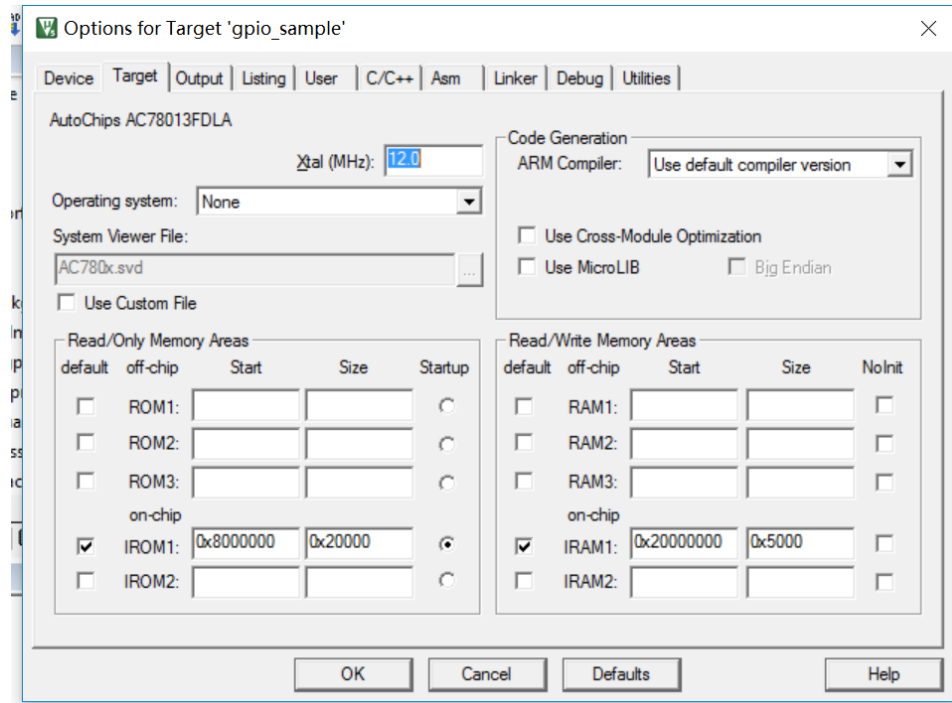 Options for Target 'gpio_sample'
Device Target Output Listing User C/C++ Asm Linker Debug Utilities
AutoChips AC78013FDLA
Xtal (MHz): 12.0
Operating system: None
System Viewer File:
AC780x.svd
...
Use Custom File
Code Generation
ARM Compiler: Use default compiler version
Use Cross-Module Optimization
Use MicroLIB Big Endian
Read/Only Memory Areas
default off-chip Start Size Startup
ROM1:
ROM2:
ROM3:
on-chip
IROM1: 0x8000000 0x20000
IROM2:
Read/Write Memory Areas
default off-chip Start Size NoInit
RAM1:
RAM2:
RAM3:
on-chip
IRAM1: 0x20000000 0x5000
IRAM2:
OK Cancel Defaults Help